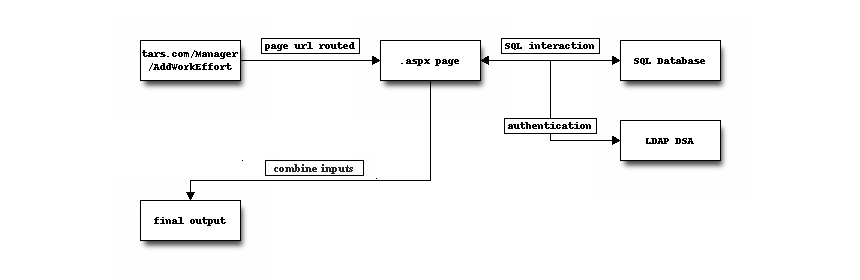 page url routed
SQL interaction
tars.com/Manager
/AddWorkEffort
.aspx page
SQL Database
authentication
LDAP DSA
combine inputs
final output